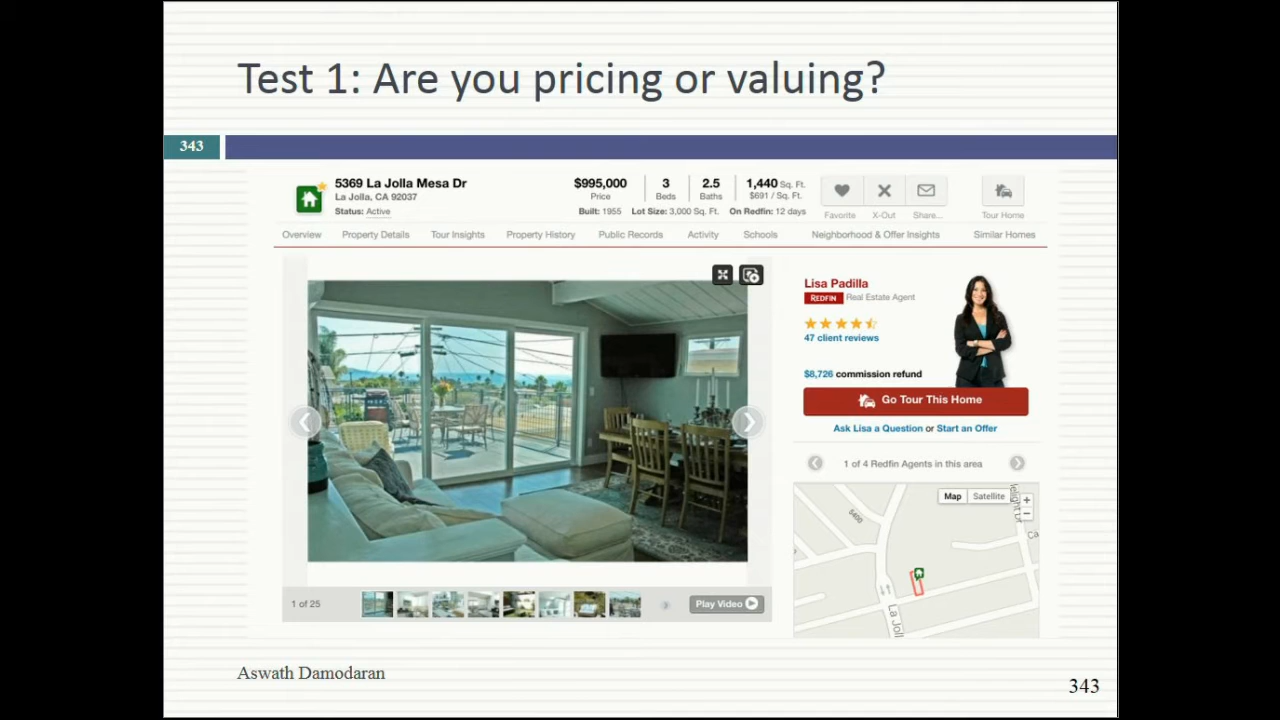 Test 1: Are you pricing or valuing?
343
5369 La Jolla Mesa Dr
La Jolla, CA 92037
Status: Active
$995,000
Price
3
Beds
2.5
Baths
1,440 Sq. Ft.
$691 / Sq. Ft.
Built: 1955 Lot Size: 3,000 Sq. Ft. On Redfin: 12 days
Favorite
X-Out
Share...
Tour Home
Overview Property Details Tour Insights Property History Public Records Activity Schools Neighborhood & Offer Insights Similar Homes
Lisa Padilla
REDFIN Real Estate Agent
47 client reviews
$8,726 commission refund
Go Tour This Home
Ask Lisa a Question or Start an Offer
1 of 4 Redfin Agents in this area
Map Satellite
+
−
5400
La Joll
1 of 25
Play Video
Aswath Damodaran
343